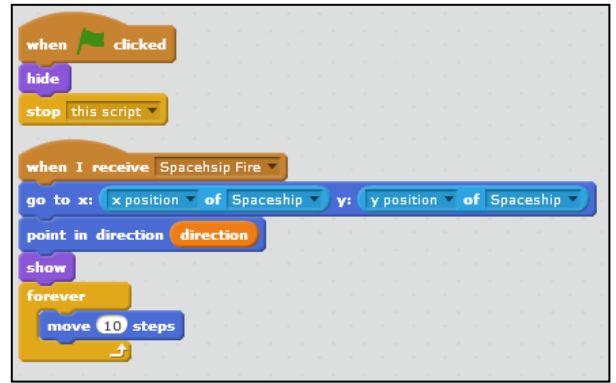 when clicked
hide
stop this script
when I receive Spacehsip Fire
go to x: x position of Spaceship y: y position of Spaceship
point in direction direction
show
forever
move 10 steps